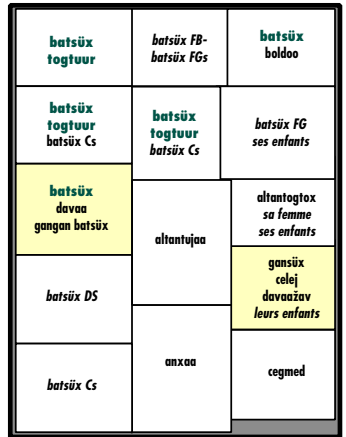 batsüx
togtuur
batsüx FB-
batsüx FGs
batsüx
boldoo
batsüx
togtuur
batsüx Cs
batsüx
togtuur
batsüx Cs
batsüx FG
ses enfants
batsüx
davaa
gangan batsüx
altantujaa
altantogtox
sa femme
ses enfants
gansüx
celej
davaažav
leurs enfants
batsüx DS
anxaa
cegmed
batsüx Cs